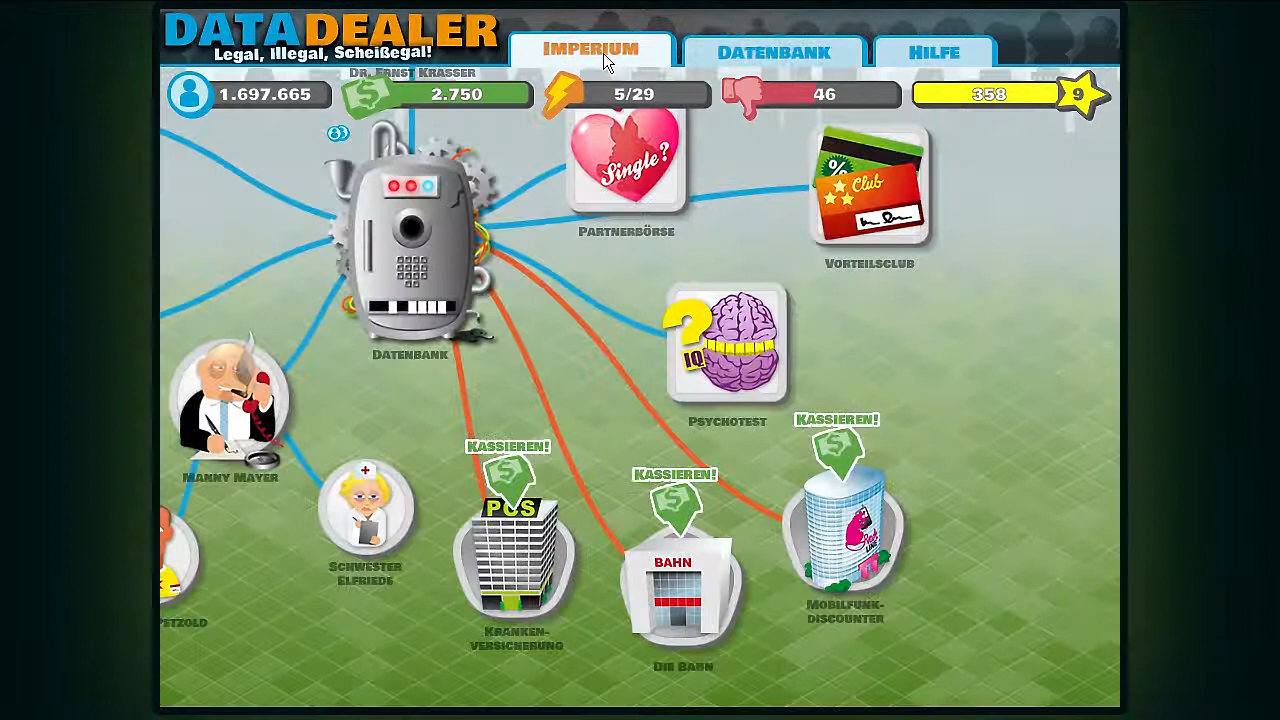 DATA DEALER
Legal, Illegal, Scheißegal!
IMPERIUM
DATENBANK
HILFE
DR. ERNST KRASSER
1.697.665
2.750
5/29
46
358
9
Single?
PARTNERBÖRSE
%
Club
VORTEILSCLUB
DATENBANK
?
IQ
PSYCHOTEST
MANNY MAYER
SCHWESTER
ELFRIEDE
PETZOLD
KASSIEREN!
KASSIEREN!
KASSIEREN!
BAHN
KRANKEN-
VERSICHERUNG
DIE BAHN
MOBILFUNK-
DISCOUNTER